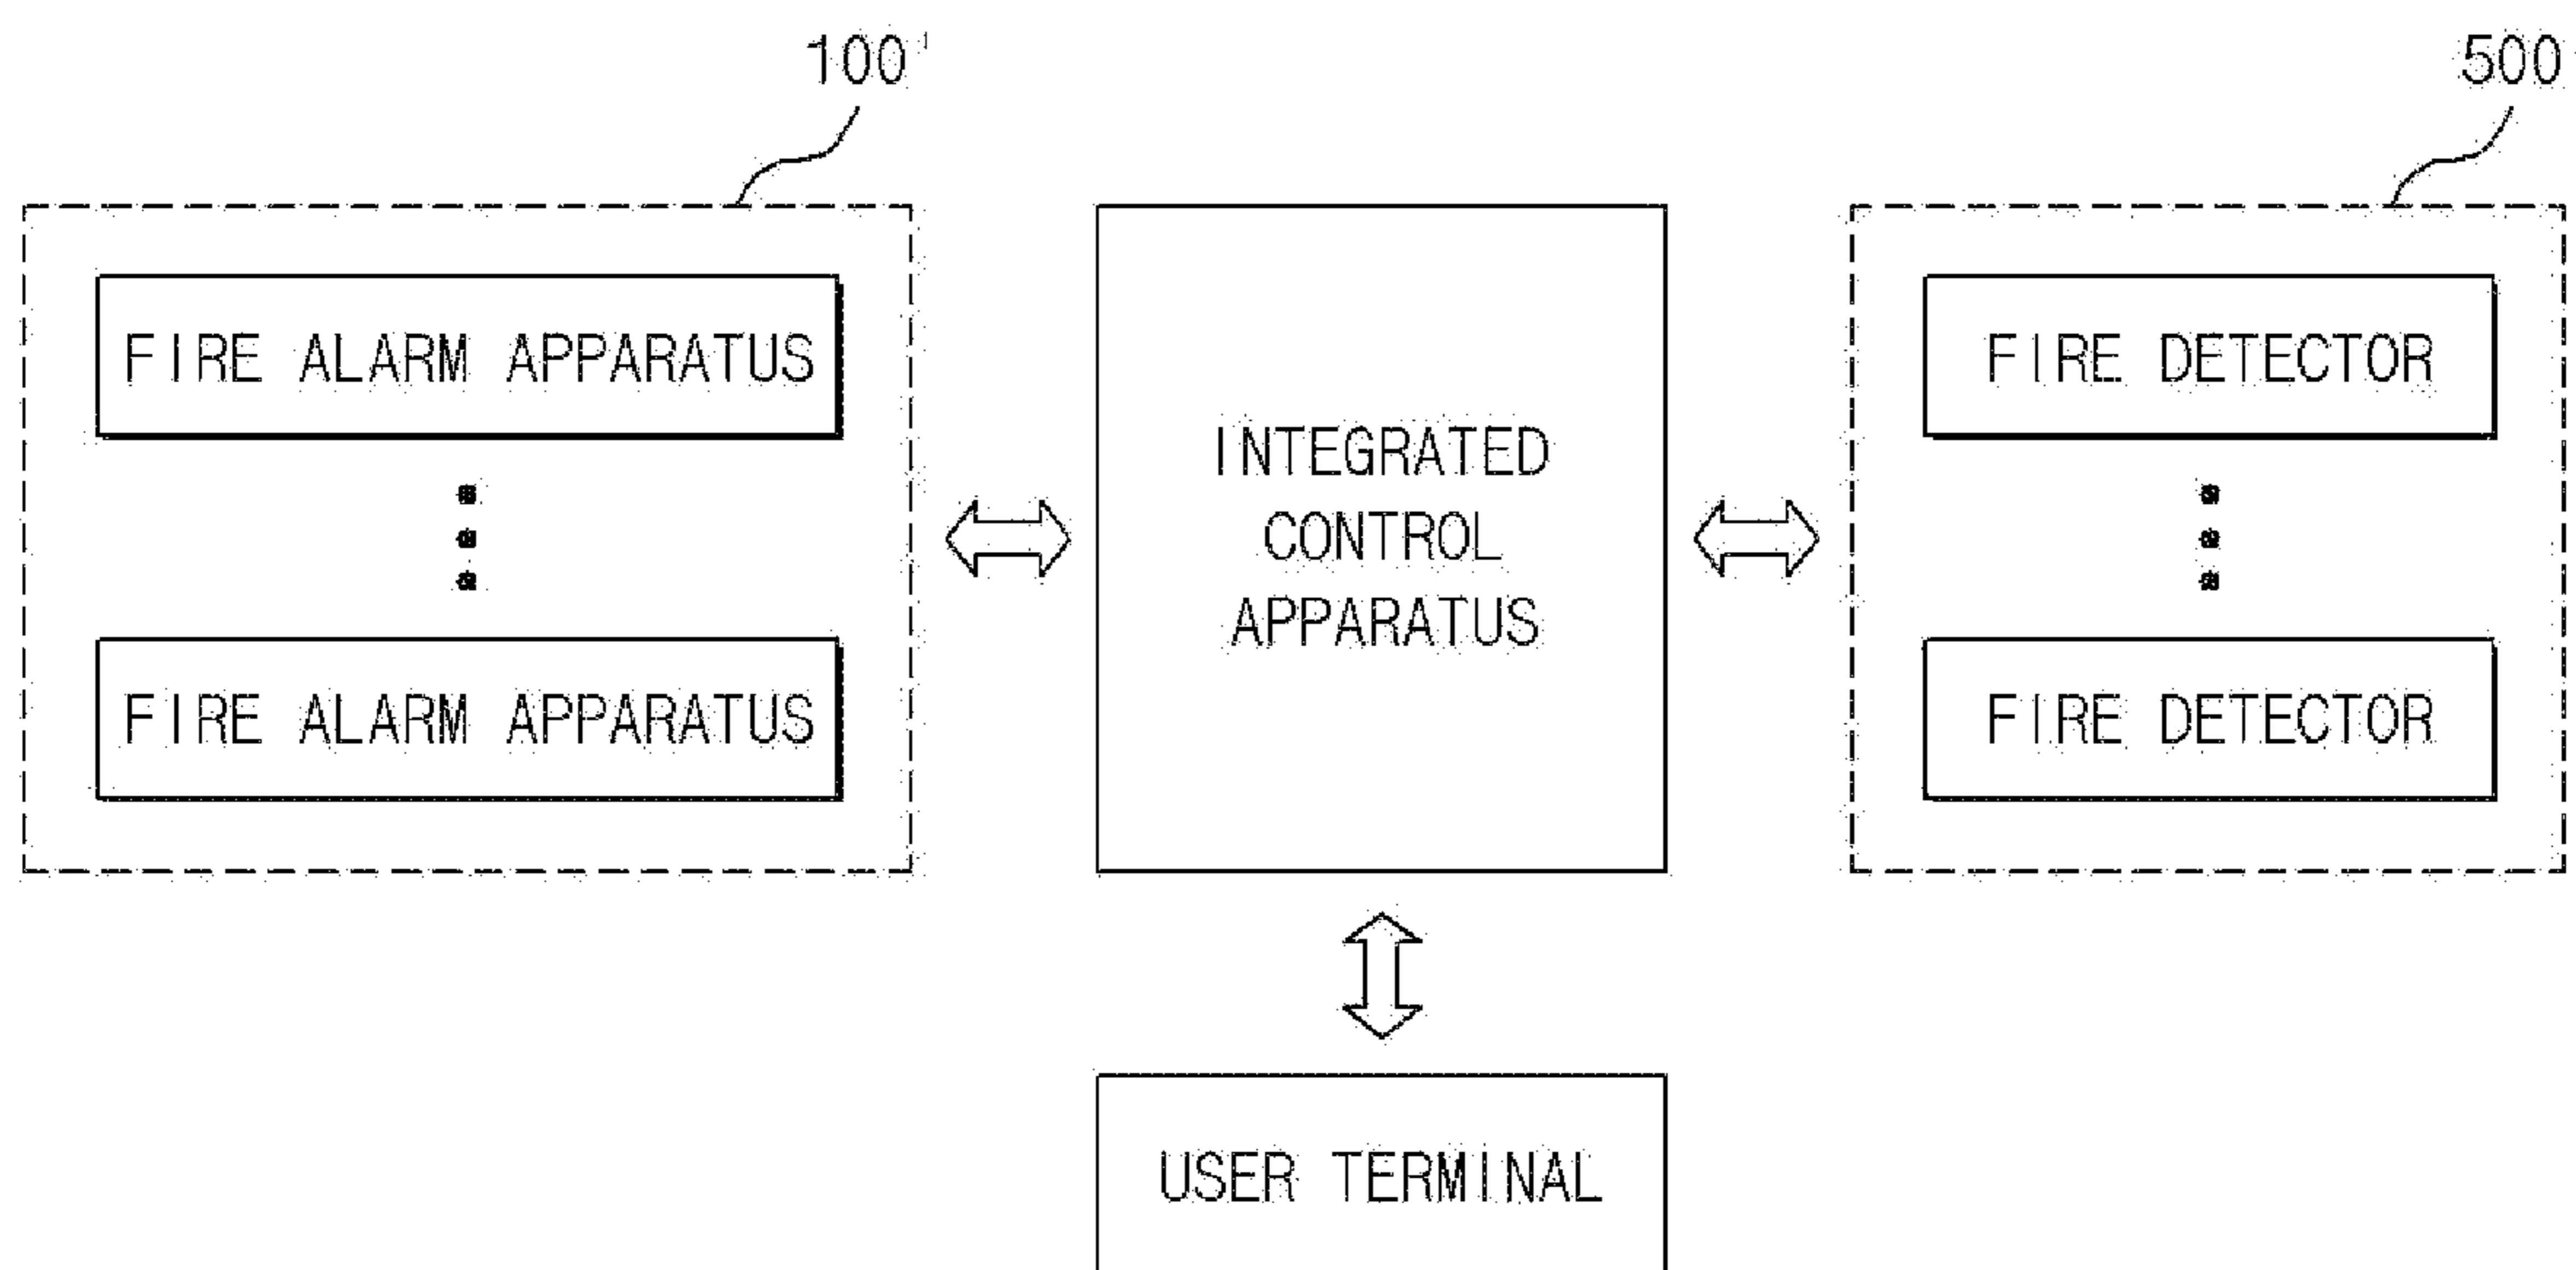 100'
500
FIRE ALARM APPARATUS
FIRE DETECTOR
INTEGRATED
CONTROL
APPARATUS
FIRE ALARM APPARATUS
FIRE DETECTOR
USER TERMINAL